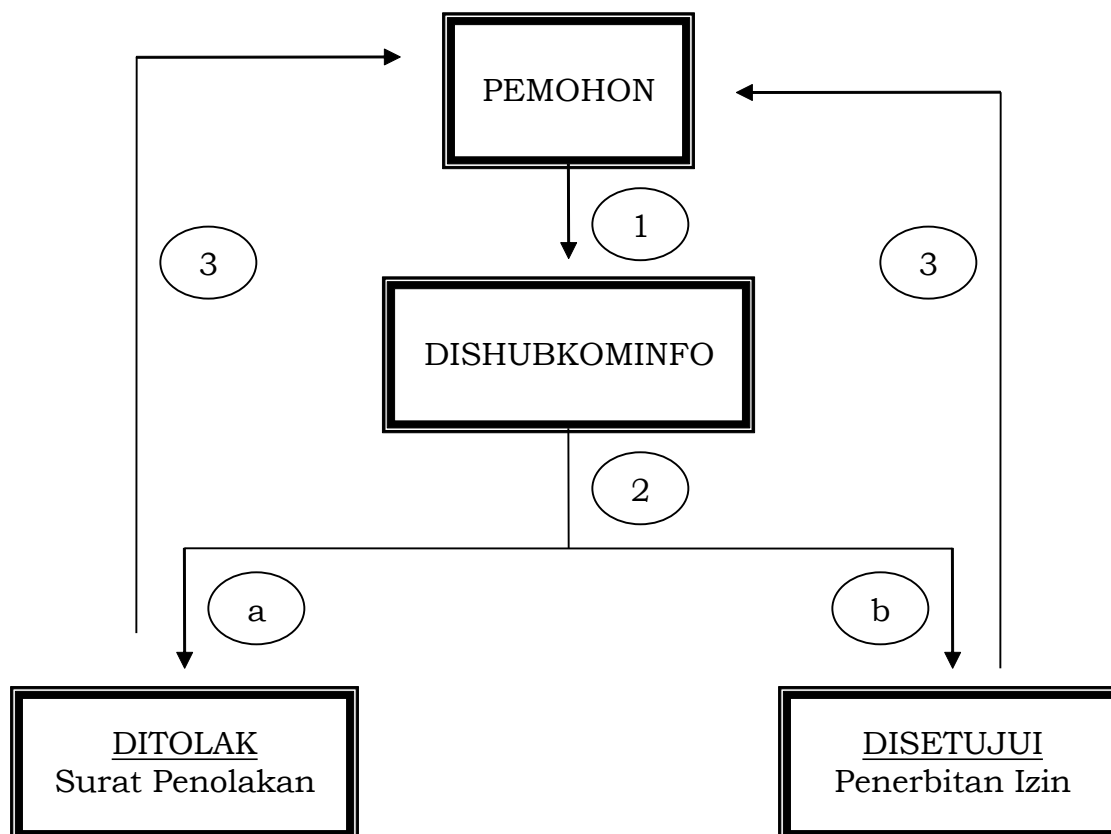 PEMOHON
1
3
3
DISHUBKOMINFO
2
a
b
DITOLAK
Surat Penolakan
DISETUJUI
Penerbitan Izin